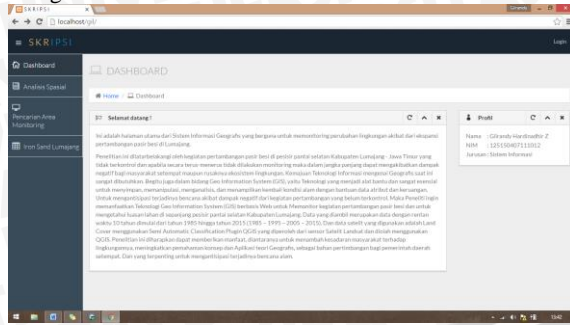 SKRIPSI
localhost/qil/
SKRIPSI
Login
Dashboard
DASHBOARD
Analisis Spasial
Home / Dashboard
Pencarian Area
Monitoring
Selamat datang !
Profil
Iron Sand Lumajang
Ini adalah halaman utama dari Sistem Informasi Geografis yang berguna untuk memonitoring perubahan lingkungan akibat dari ekspansi
pertambangan pasir besi di Lumajang.
Penelitian ini dilatarbelakangi oleh kegiatan pertambangan pasir besi di pesisir pantai selatan Kabupaten Lumajang - Jawa Timur yang
tidak terkontrol dan apabila secara terus menerus tidak dilakukan monitoring maka dalam jangka panjang dapat mengakibatkan dampak
negatif bagi masyarakat setempat maupun rusaknya ekosistem lingkungan. Kemajuan Teknologi Informasi mengenai Geografis saat ini
sangat dibutuhkan. Begitu juga dalam bidang Geo Information System (GIS), yaitu Teknologi yang menjadi alat bantu dan sangat esensial
untuk menyimpan, memanipulasi, menganalisis, dan menampilkan kembali kondisi alam dengan bantuan data atribut dan keruangan.
Untuk mengantisipasi terjadinya bencana akibat dampak negatif dari kegiatan pertambangan yang belum terkontrol. Maka Peneliti ingin
memanfaatkan Teknologi Geo Information System (GIS) berbasis Web untuk Memonitor kegiatan pertambangan pasir besi dan untuk
mengetahui luasan lahan di sepanjang pesisir pantai selatan Kabupaten Lumajang. Data yang diambil merupakan data dengan rentan
waktu 10 tahun dimulai dari tahun 1985 hingga tahun 2015 (1985 - 1995 - 2005 - 2015). Dan data satelit yang digunakan adalah Land
Cover menggunakan Semi Automatic Classification Plugin QGIS yang diperoleh dari sensor Satelit Landsat dan diolah menggunakan
QGIS. Penelitian ini diharapkan dapat memberikan manfaat, diantaranya untuk menambah kesadaran masyarakat terhadap
lingkungannya, meningkatkan pemahaman konsep dan Aplikasi teori Geografis, sebagai bahan pertimbangan bagi pemerintah daerah
setempat. Dan yang terpenting untuk mengantisipasi terjadinya bencana alam.
Nama : Gilrandy Hardinadtir Z
NIM : 125150407111012
Jurusan : Sistem Informasi